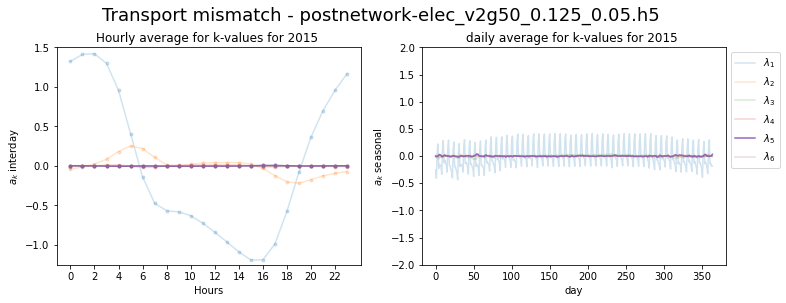 Transport mismatch - postnetwork-elec_v2g50_0.125_0.05.h5
Hourly average for k-values for 2015
1.5
1.0
0.5
0.0
−0.5
−1.0
a_k interday
0 2 4 6 8 10 12 14 16 18 20 22
Hours
daily average for k-values for 2015
2.0
1.5
1.0
0.5
0.0
−0.5
−1.0
−1.5
−2.0
a_k seasonal
0 50 100 150 200 250 300 350
day
λ₁
λ₂
λ₃
λ₄
λ₅
λ₆